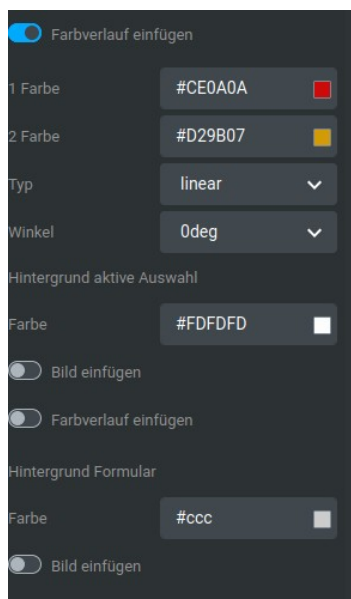 Farbverlauf einfügen
1 Farbe #CE0A0A
2 Farbe #D29B07
Typ linear
Winkel 0deg
Hintergrund aktive Auswahl
Farbe #FDFDFD
Bild einfügen
Farbverlauf einfügen
Hintergrund Formular
Farbe #ccc
Bild einfügen